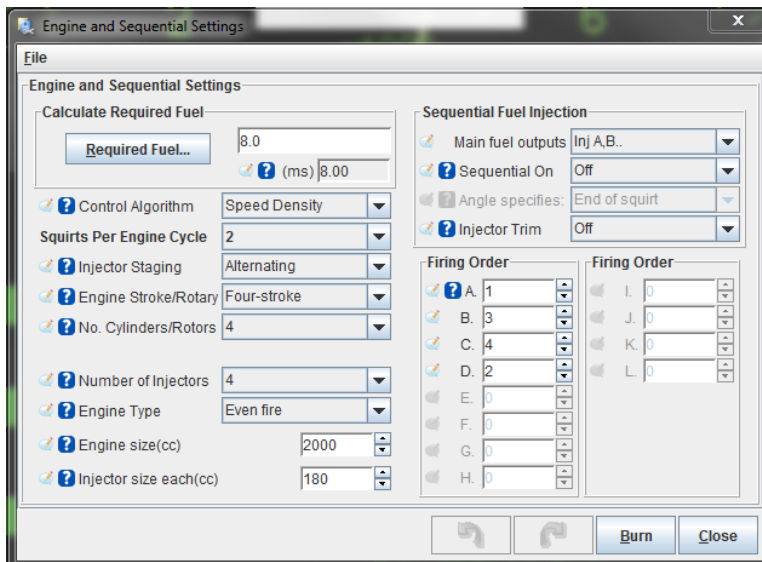 Engine and Sequential Settings
x
File
Engine and Sequential Settings
Calculate Required Fuel
Required Fuel...
8.0
? (ms) 8.00
? Control Algorithm Speed Density
Squirts Per Engine Cycle 2
? Injector Staging Alternating
? Engine Stroke/Rotary Four-stroke
? No. Cylinders/Rotors 4
? Number of Injectors 4
? Engine Type Even fire
? Engine size(cc) 2000
? Injector size each(cc) 180
Sequential Fuel Injection
Main fuel outputs Inj A,B..
? Sequential On Off
? Angle specifies: End of squirt
? Injector Trim Off
Firing Order
? A. 1
B. 3
C. 4
D. 2
E. 0
F. 0
G. 0
H. 0
Firing Order
I. 0
J. 0
K. 0
L. 0
Burn
Close